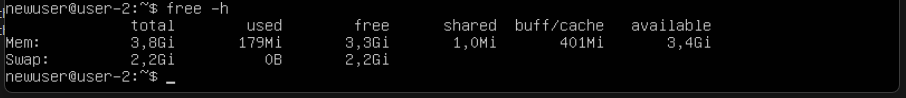 newuser@user-2:~$ free -h
total used free shared buff/cache available
Mem: 3,8Gi 179Mi 3,3Gi 1,0Mi 401Mi 3,4Gi
Swap: 2,2Gi 0B 2,2Gi
newuser@user-2:~$ _